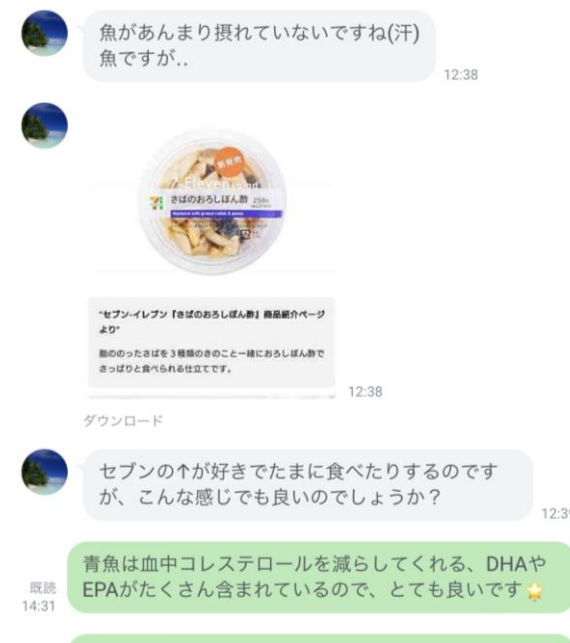 魚があんまり摂れていないですね(汗)
魚ですが..
12:38
新発売
さばのおろしぽん酢
"セブン-イレブン『さばのおろしぽん酢』商品紹介ページ
より"
脂ののったさばを3種類のきのこと一緒におろしぽん酢で
さっぱりと食べられる仕立てです。
12:38
ダウンロード
セブンの↑が好きでたまに食べたりするのです
が、こんな感じでも良いのでしょうか？
12:39
青魚は血中コレステロールを減らしてくれる、DHAや
EPAがたくさん含まれているので、とても良いです🌟
既読
14:31